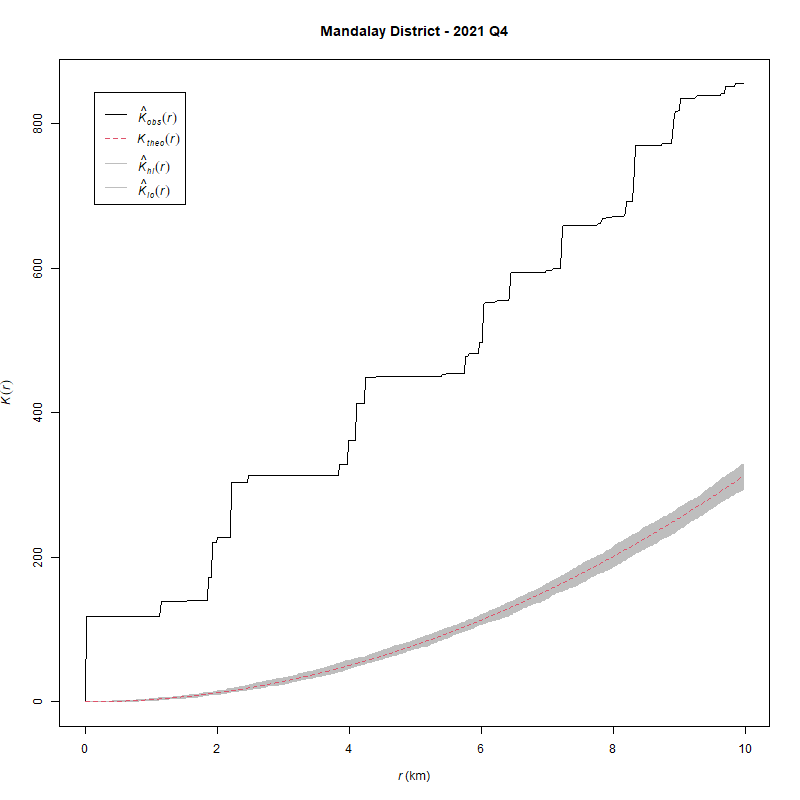 Mandalay District - 2021 Q4
K̂obs(r)
Ktheo(r)
K̂hi(r)
K̂lo(r)
K(r)
800
600
400
200
0
0 2 4 6 8 10
r (km)